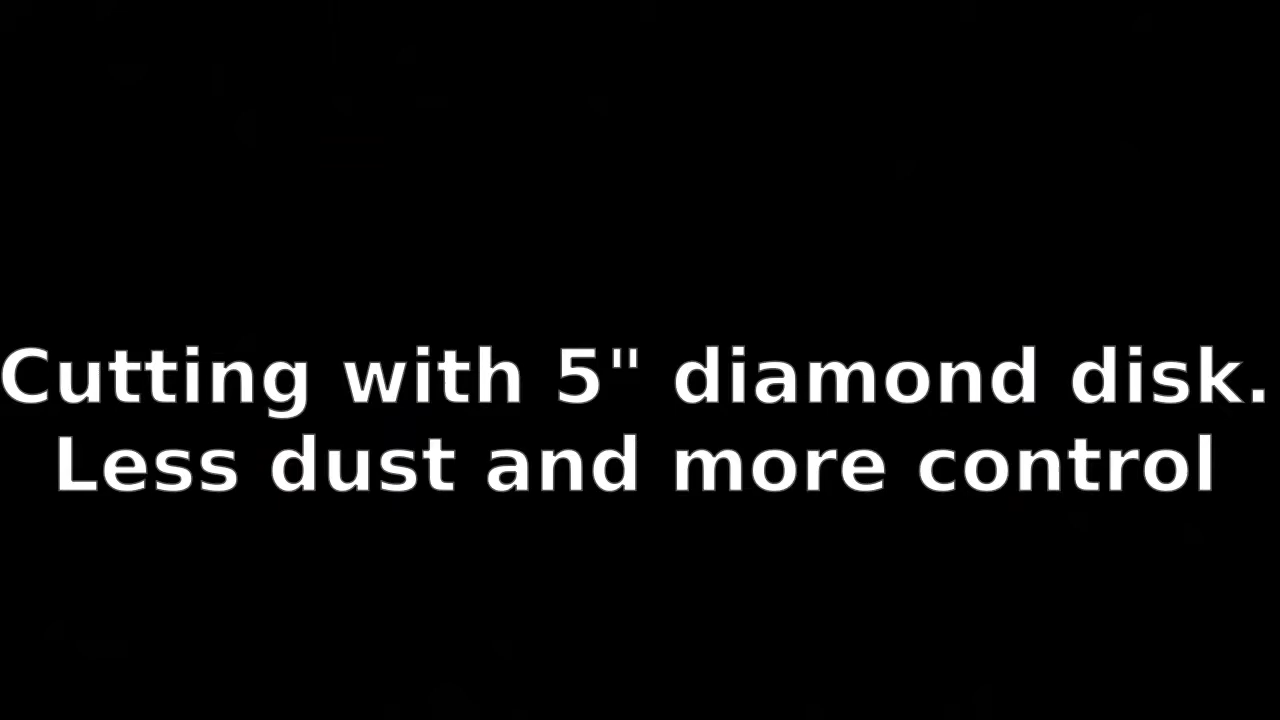 Cutting with 5" diamond disk.
Less dust and more control